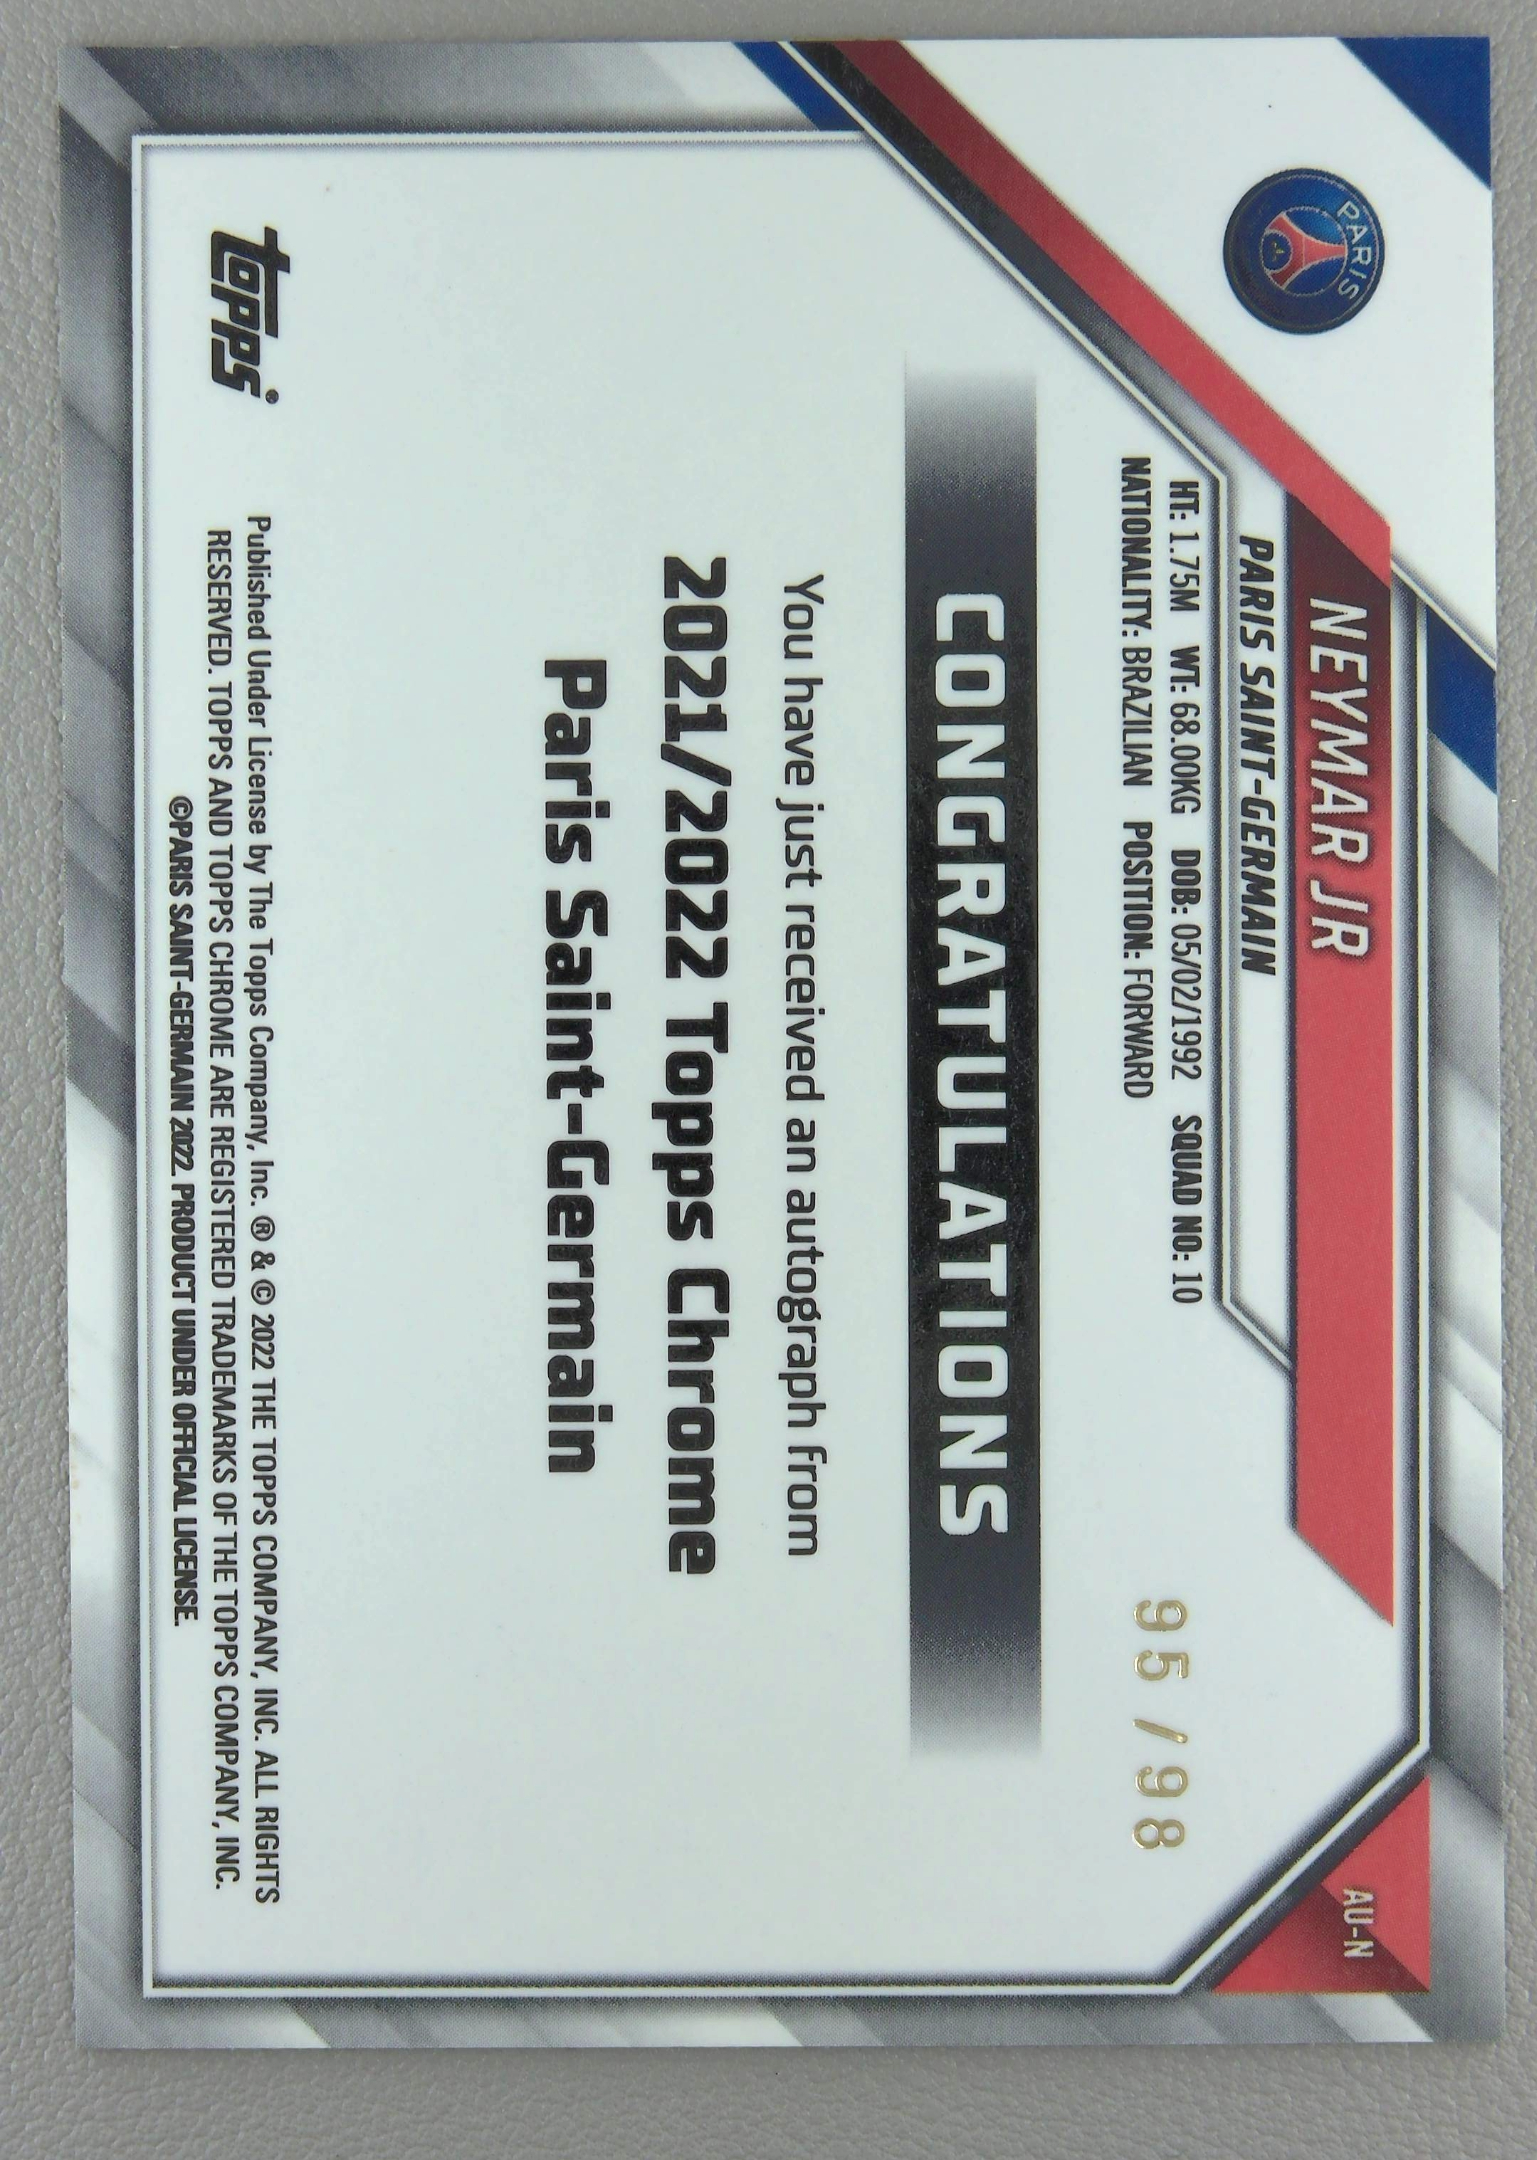 PARIS
NEYMAR JR
AU-N
PARIS SAINT-GERMAIN
HT: 1.75M WT: 68.00KG DOB: 05/02/1992 SQUAD NO: 10
NATIONALITY: BRAZILIAN POSITION: FORWARD
95 /98
CONGRATULATIONS
You have just received an autograph from
2021/2022 Topps Chrome
Paris Saint-Germain
topps
Published Under License by The Topps Company, Inc. ® & © 2022 THE TOPPS COMPANY, INC. ALL RIGHTS
RESERVED. TOPPS AND TOPPS CHROME ARE REGISTERED TRADEMARKS OF THE TOPPS COMPANY, INC.
©PARIS SAINT-GERMAIN 2022. PRODUCT UNDER OFFICIAL LICENSE.